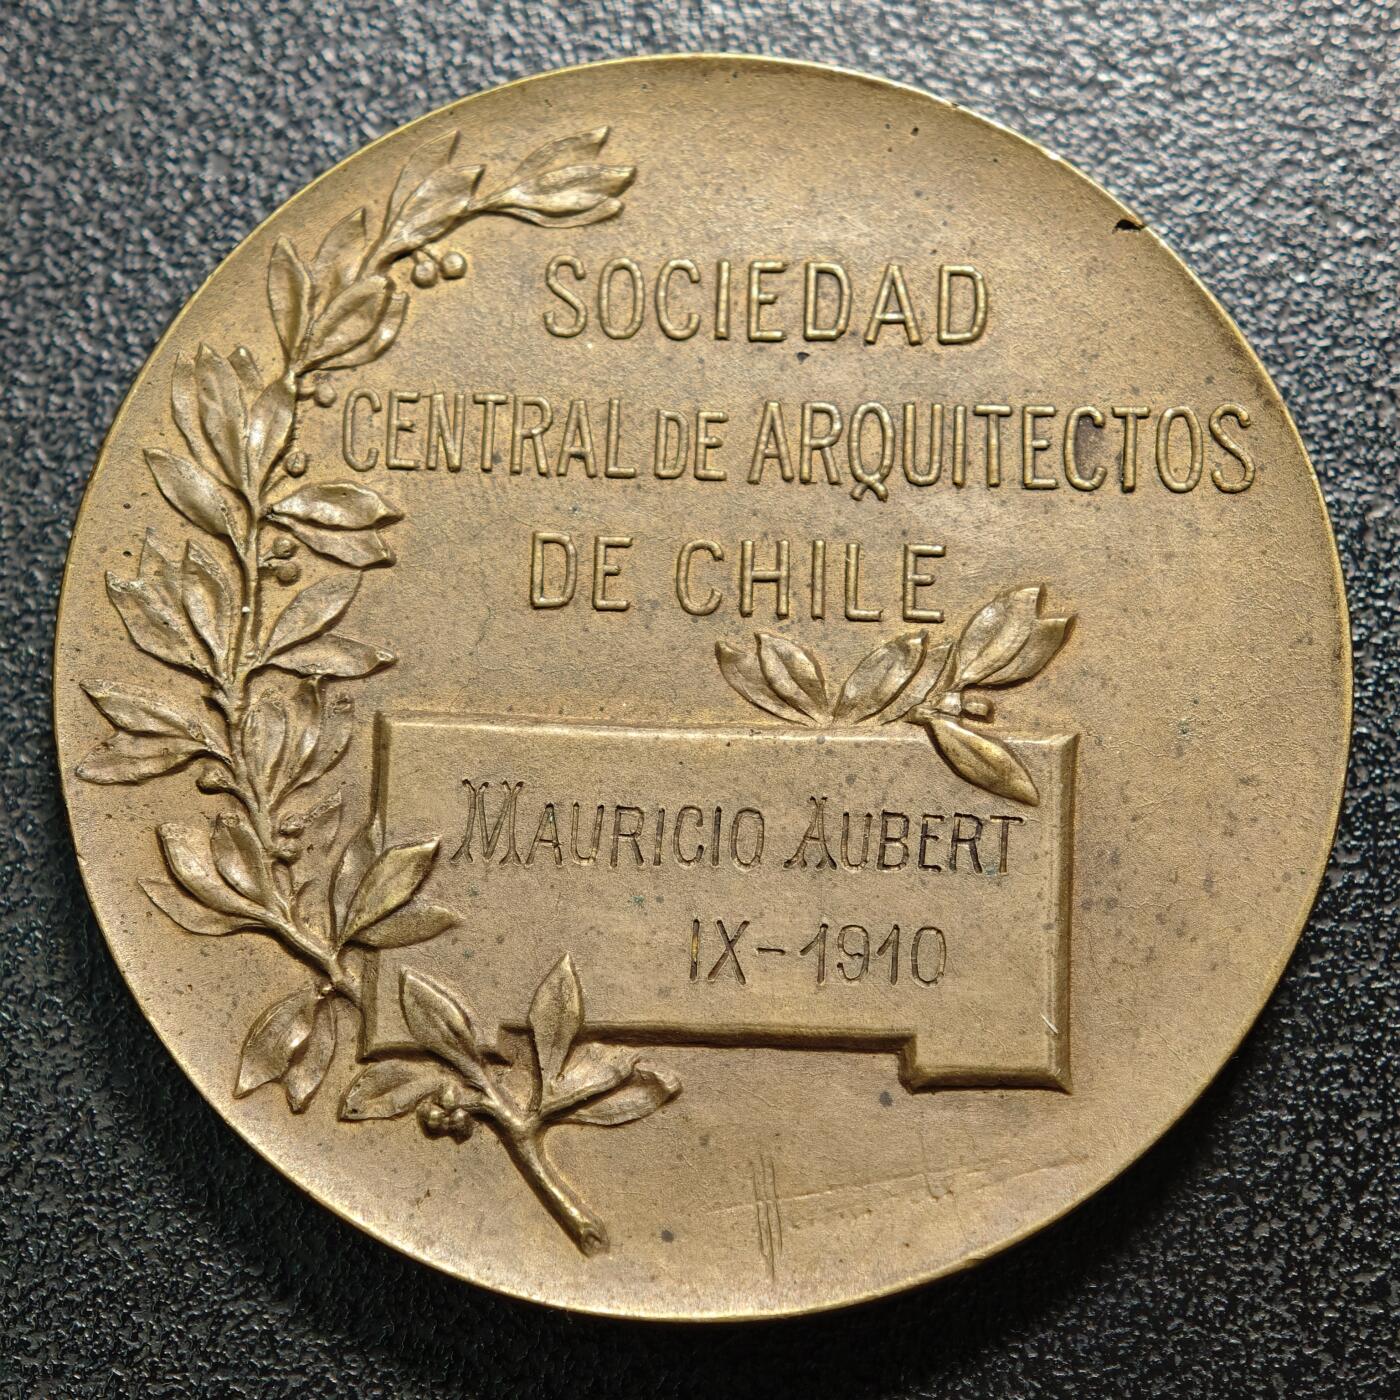 SOCIEDAD
CENTRAL DE ARQUITECTOS
DE CHILE
MAURICIO AUBERT
IX-1910